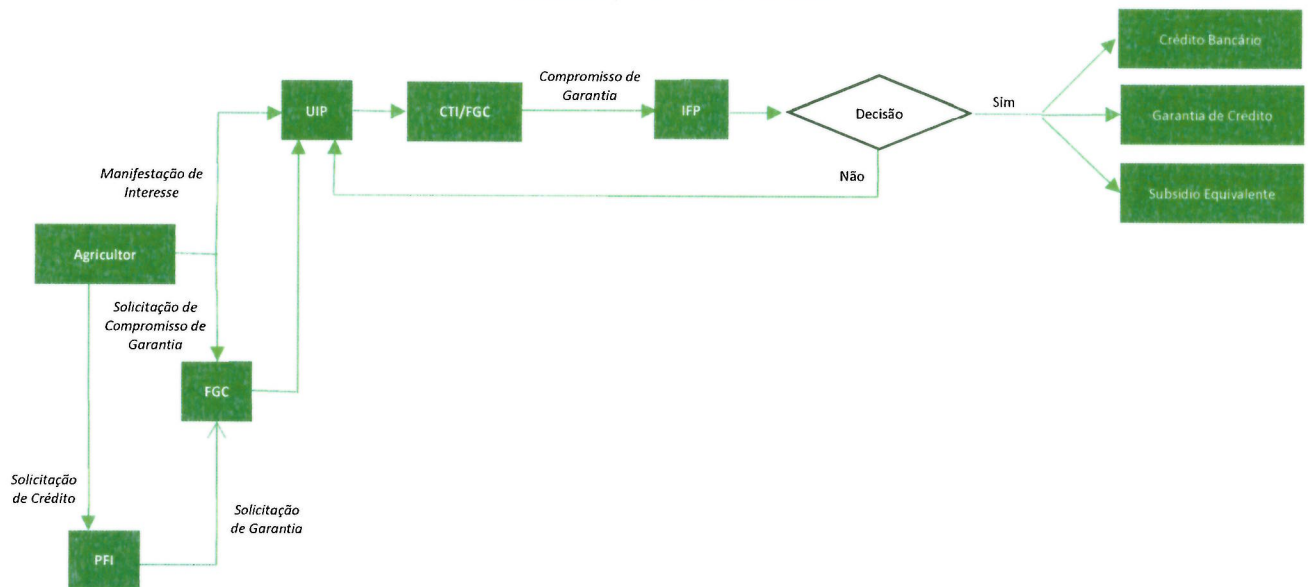 Crédito Bancário
Compromisso de
Garantia
UIP
CTI/FGC
IFP
Decisão
Sim
Garantia de Crédito
Manifestação de
Interesse
Não
Subsídio Equivalente
Agricultor
Solicitação de
Compromisso de
Garantia
FGC
Solicitação
de Crédito
Solicitação
de Garantia
PFI